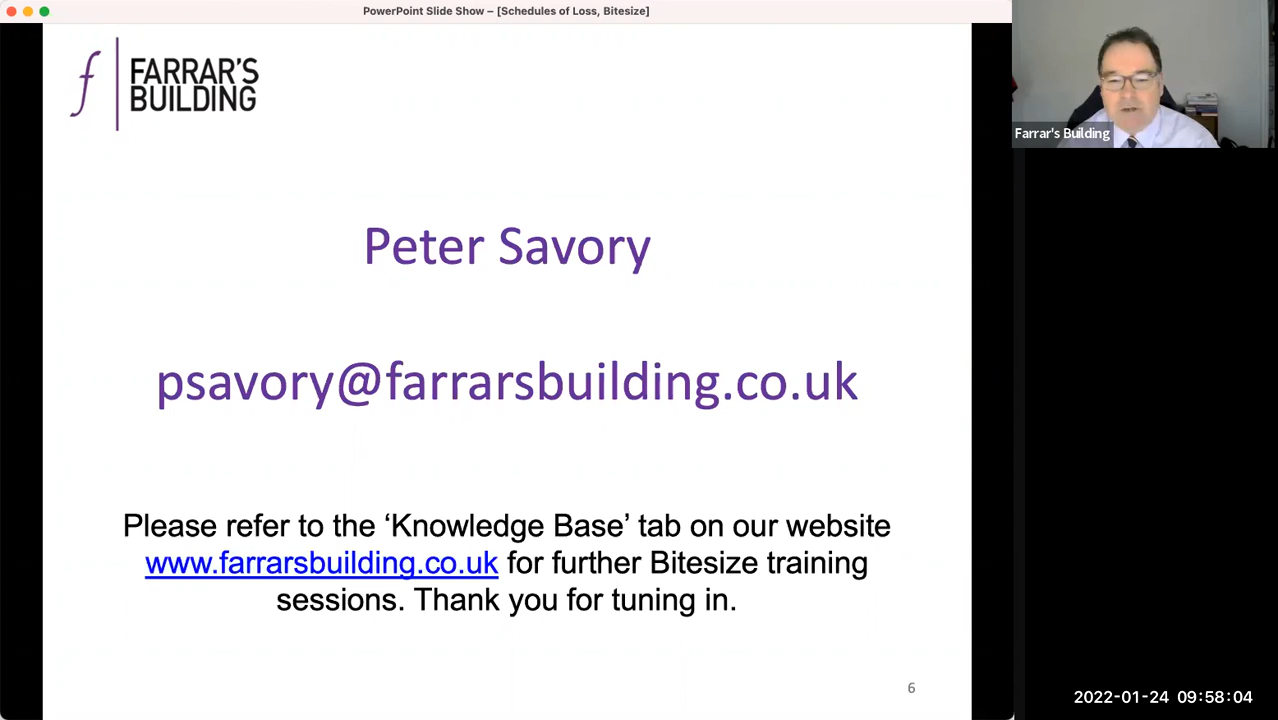 PowerPoint Slide Show – [Schedules of Loss, Bitesize]
f FARRAR'S
BUILDING
Farrar's Building
Peter Savory
psavory@farrarsbuilding.co.uk
Please refer to the ‘Knowledge Base’ tab on our website
www.farrarsbuilding.co.uk for further Bitesize training
sessions. Thank you for tuning in.
6
2022-01-24 09:58:04